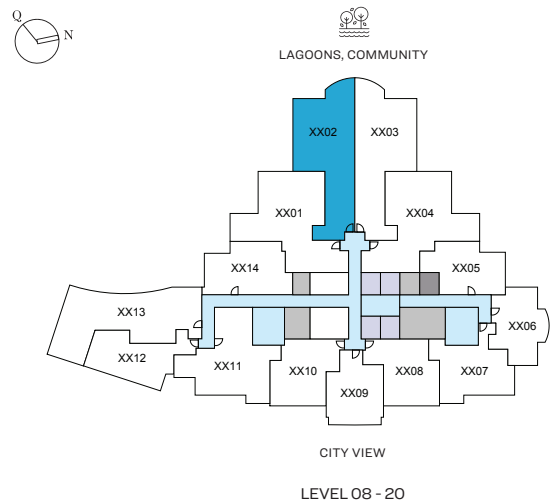 Q
N
LAGOONS, COMMUNITY
XX02
XX03
XX01
XX04
XX14
XX05
XX13
XX06
XX12
XX11
XX10
XX09
XX08
XX07
CITY VIEW
LEVEL 08 - 20